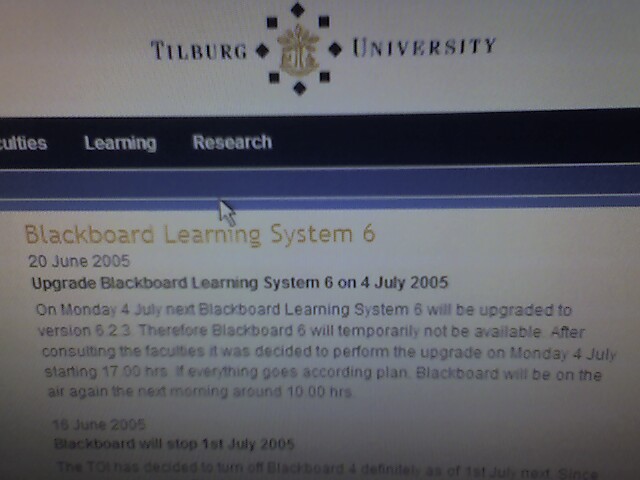 TILBURG UNIVERSITY
culties Learning Research
Blackboard Learning System 6
20 June 2005
Upgrade Blackboard Learning System 6 on 4 July 2005
On Monday 4 July next Blackboard Learning System 6 will be upgraded to
version 6.2.3. Therefore Blackboard 6 will temporarily not be available. After
consulting the faculties it was decided to perform the upgrade on Monday 4 July
starting 17.00 hrs. If everything goes according plan, Blackboard will be on the
air again the next morning around 10.00 hrs.
16 June 2005
Blackboard will stop 1st July 2005
The TOI has decided to turn off Blackboard 4 definitely as of 1st July next. Since